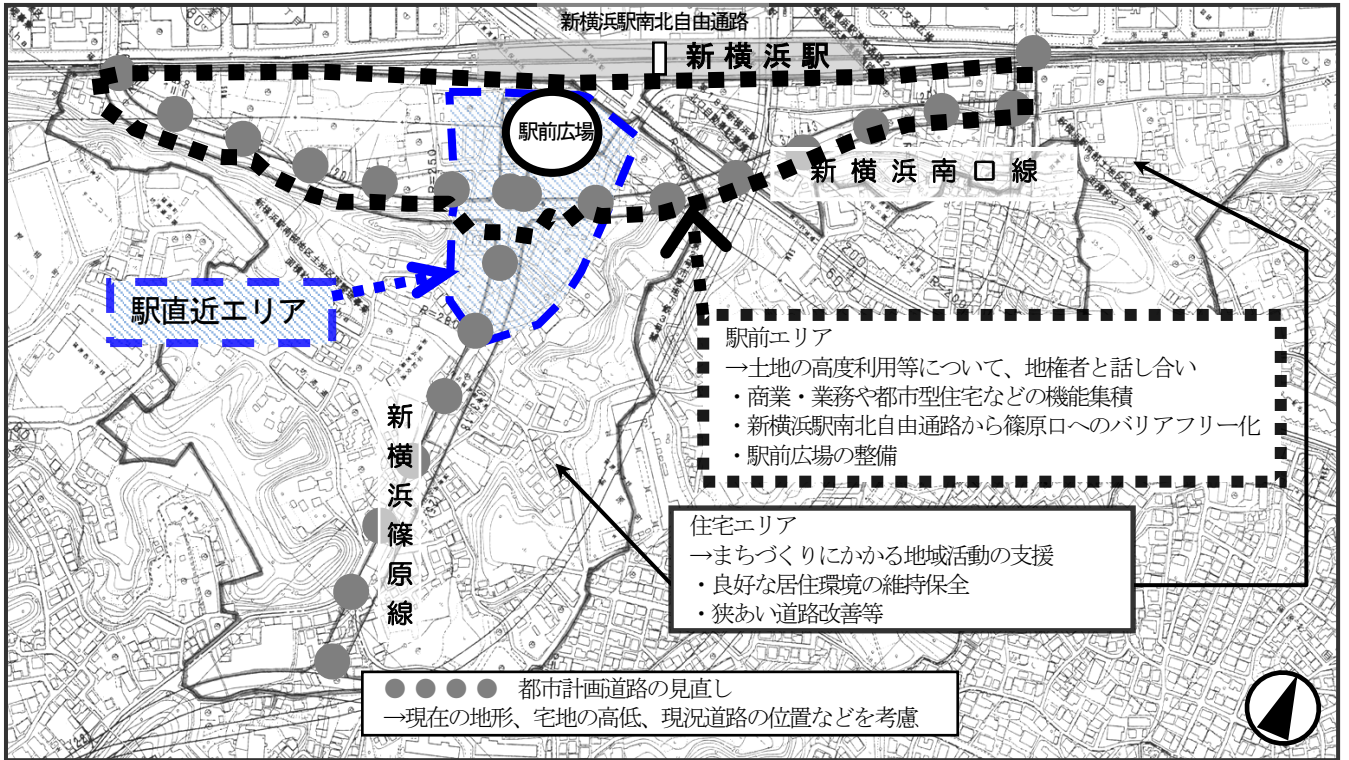 新横浜駅南北自由通路
新横浜駅
駅前広場
新横浜南口線
R=250
R=280
R=200
駅直近エリア
駅前エリア
→土地の高度利用等について、地権者と話し合い
・商業・業務や都市型住宅などの機能集積
・新横浜駅南北自由通路から篠原口へのバリアフリー化
・駅前広場の整備
新横浜篠原線
住宅エリア
→まちづくりにかかる地域活動の支援
・良好な居住環境の維持保全
・狭あい道路改善等
●●●● 都市計画道路の見直し
→現在の地形、宅地の高低、現況道路の位置などを考慮